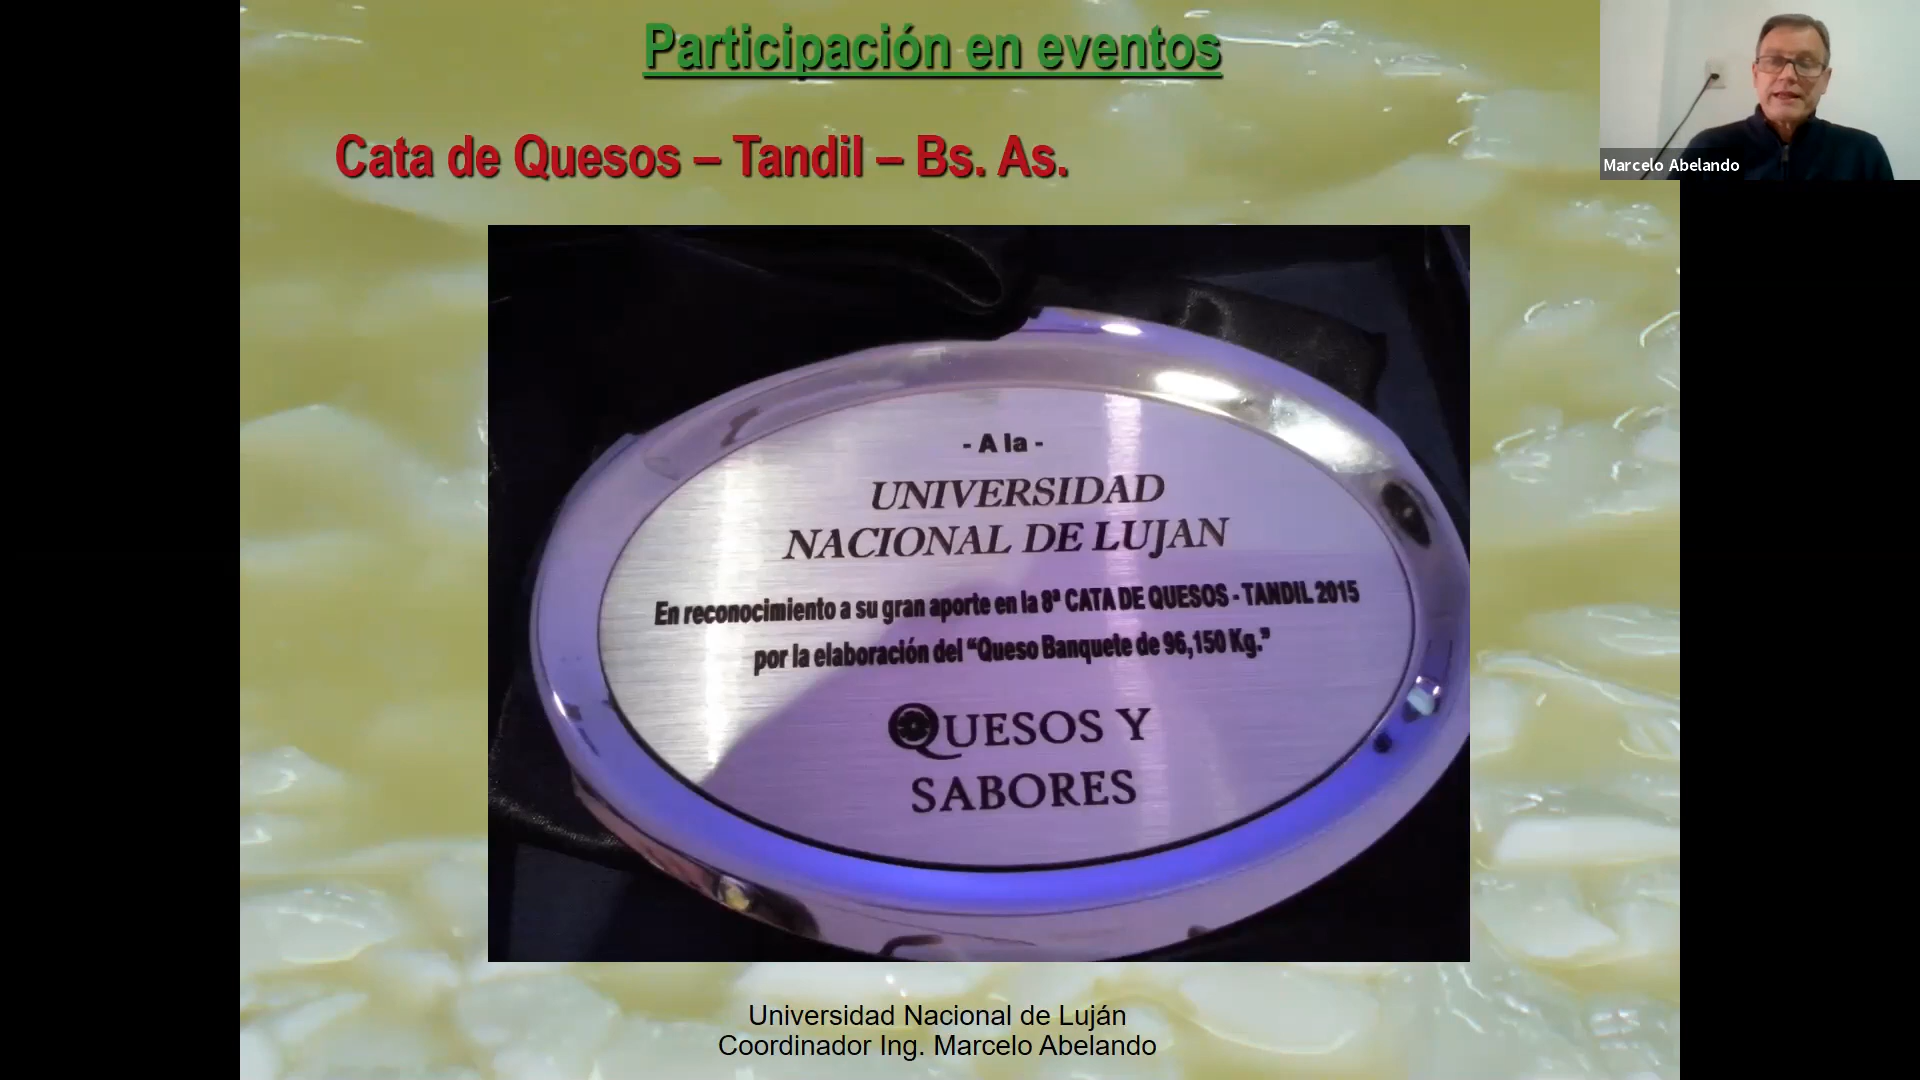 Participación en eventos
Cata de Quesos – Tandil – Bs. As.
Marcelo Abelando
- A la -
UNIVERSIDAD
NACIONAL DE LUJAN
En reconocimiento a su gran aporte en la 8ª CATA DE QUESOS - TANDIL 2015
por la elaboración del “Queso Banquete de 96,150 Kg.”
QUESOS Y
SABORES
Universidad Nacional de Luján
Coordinador Ing. Marcelo Abelando